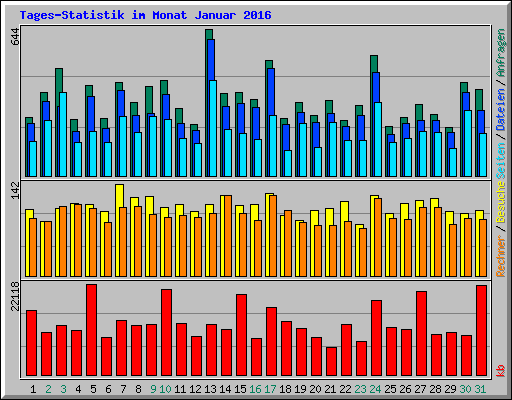 Tages-Statistik im Monat Januar 2016
644
142
22118
Rechner / Besuche Seiten / Dateien / Anfragen
kb
1 2 3 4 5 6 7 8 9 10 11 12 13 14 15 16 17 18 19 20 21 22 23 24 25 26 27 28 29 30 31